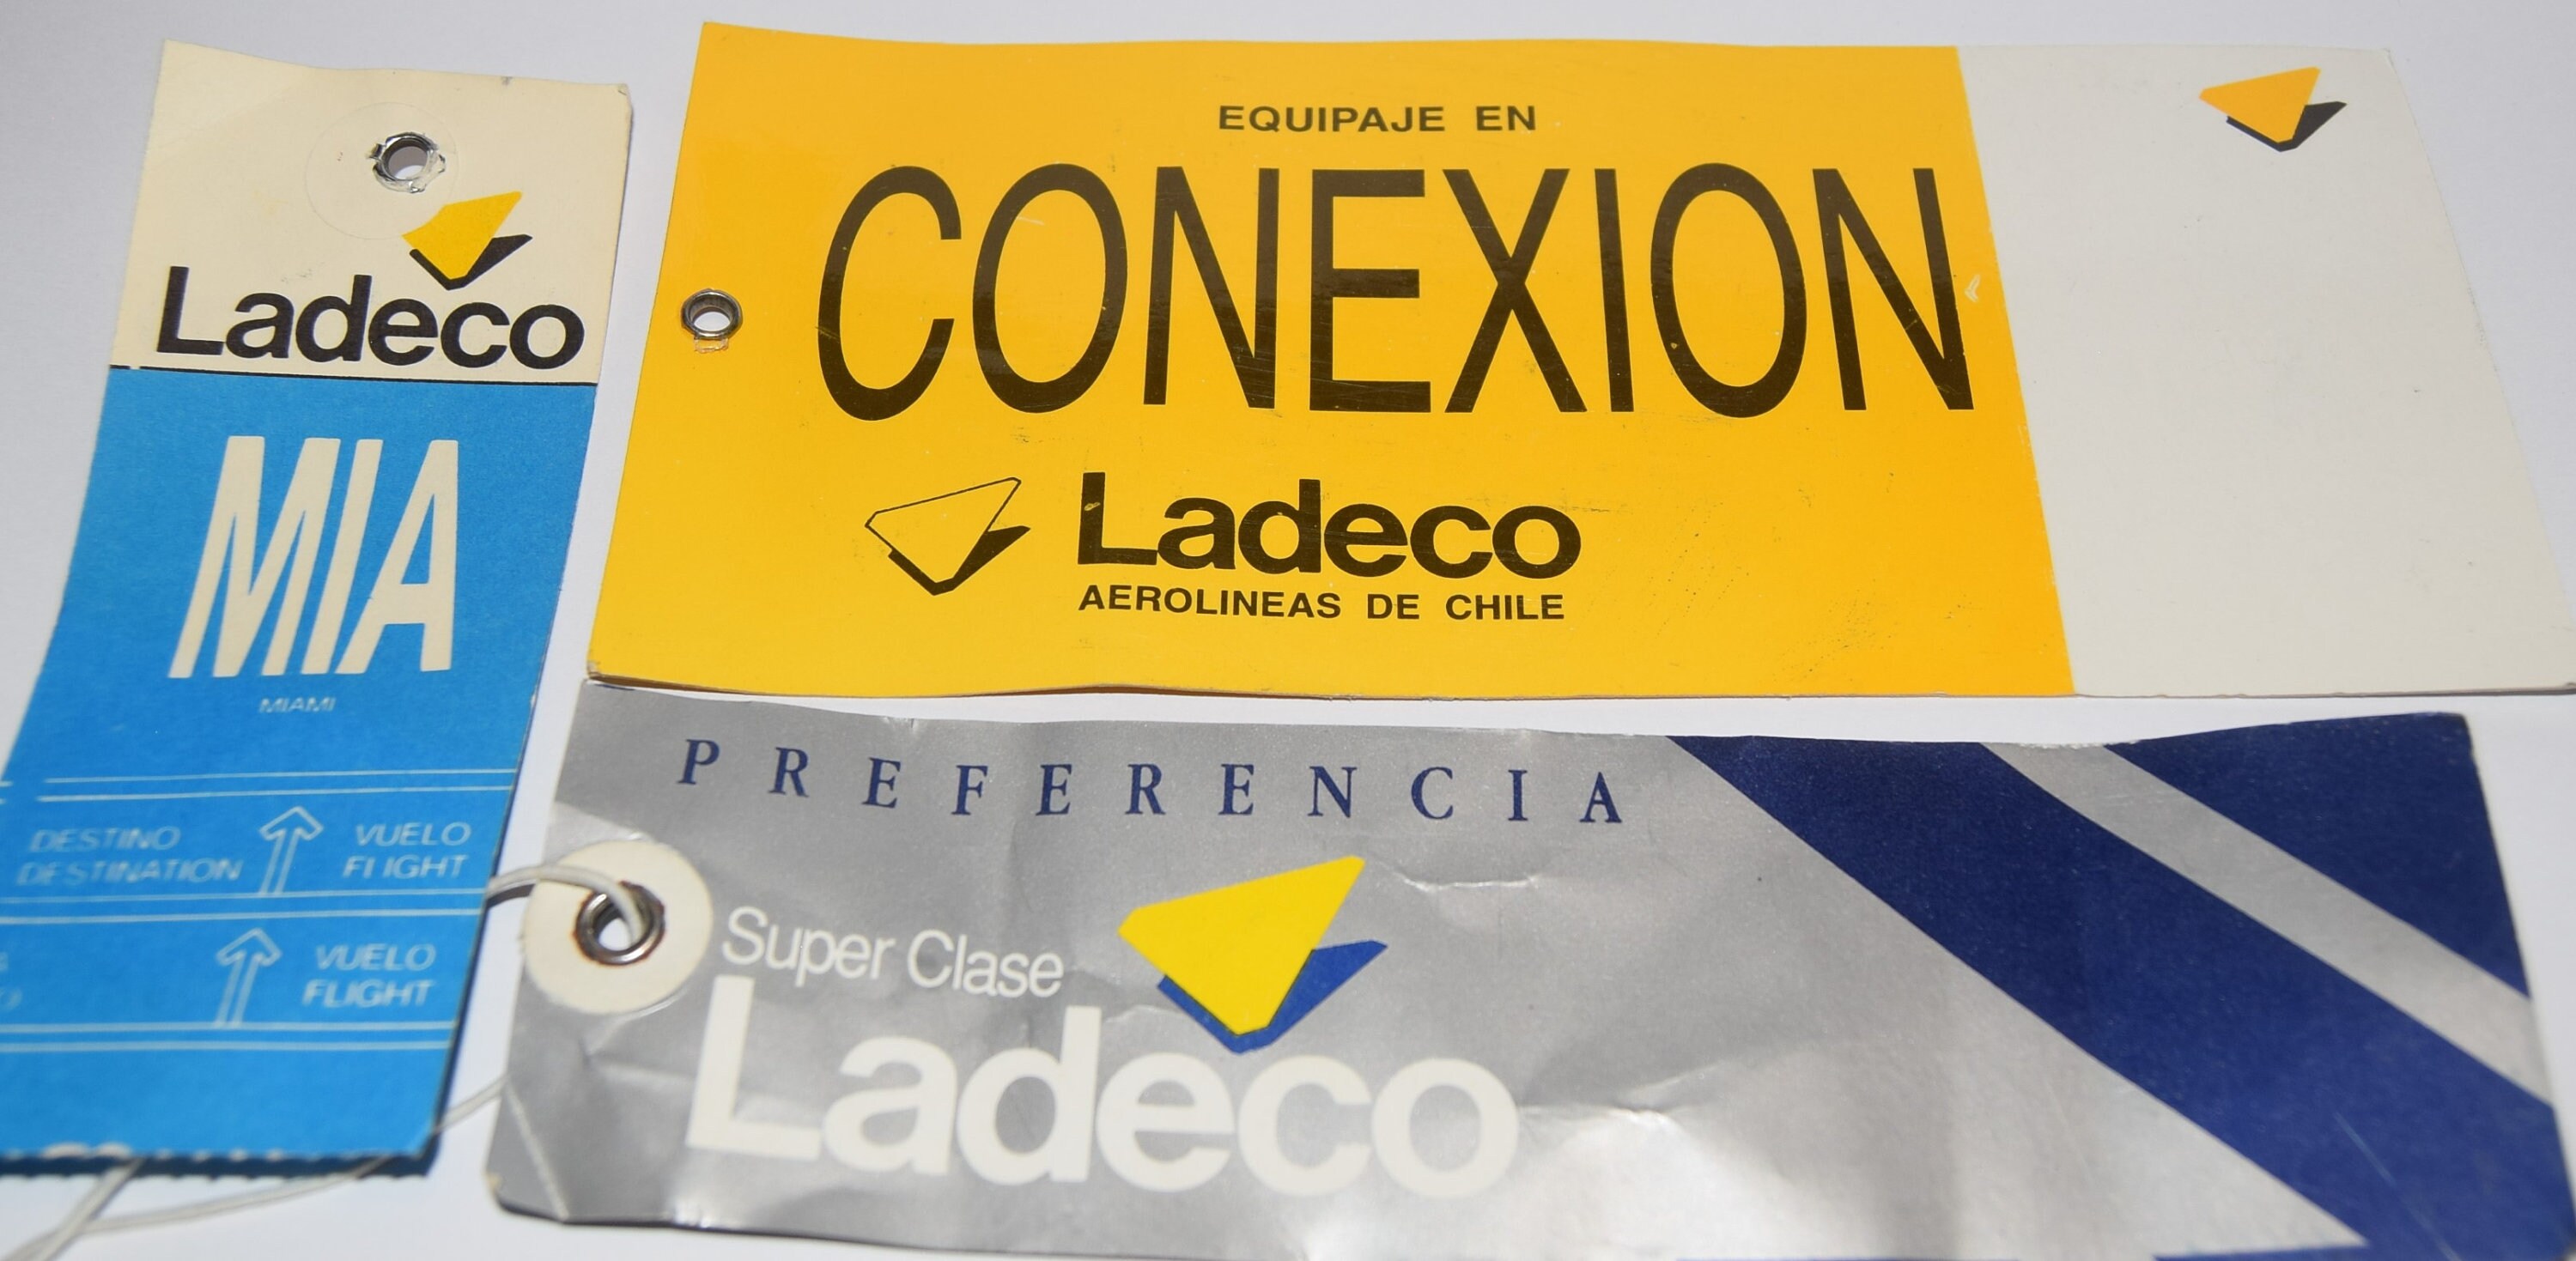 Ladeco
MIA
MIAMI
DESTINO
DESTINATION
VUELO
FLIGHT
VUELO
FLIGHT
EQUIPAJE EN
CONEXION
Ladeco
AEROLINEAS DE CHILE
PREFERENCIA
Super Clase
Ladeco